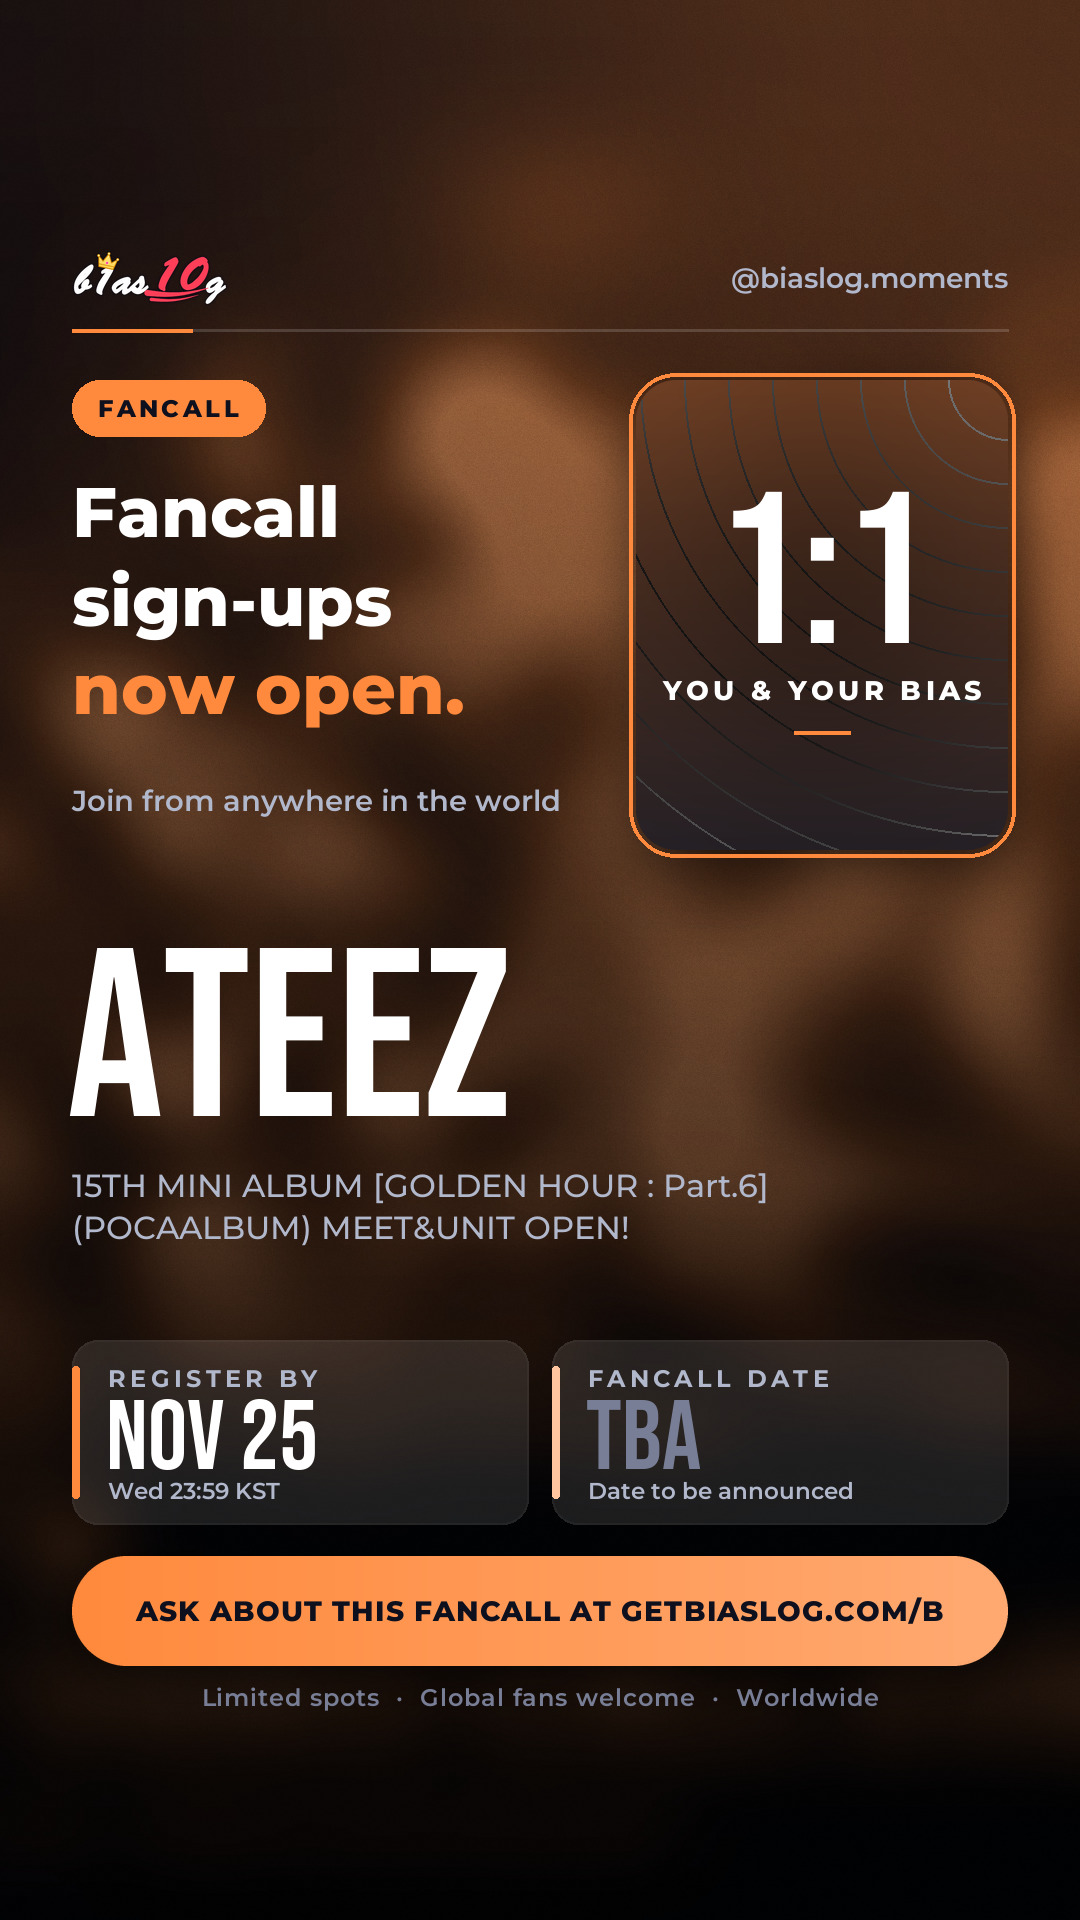 b1as10g
@biaslog.moments
FANCALL
Fancall
sign-ups
now open.
Join from anywhere in the world
1:1
YOU & YOUR BIAS
ATEEZ
15TH MINI ALBUM [GOLDEN HOUR : Part.6]
(POCAALBUM) MEET&UNIT OPEN!
REGISTER BY
NOV 25
Wed 23:59 KST
FANCALL DATE
TBA
Date to be announced
ASK ABOUT THIS FANCALL AT GETBIASLOG.COM/B
Limited spots · Global fans welcome · Worldwide